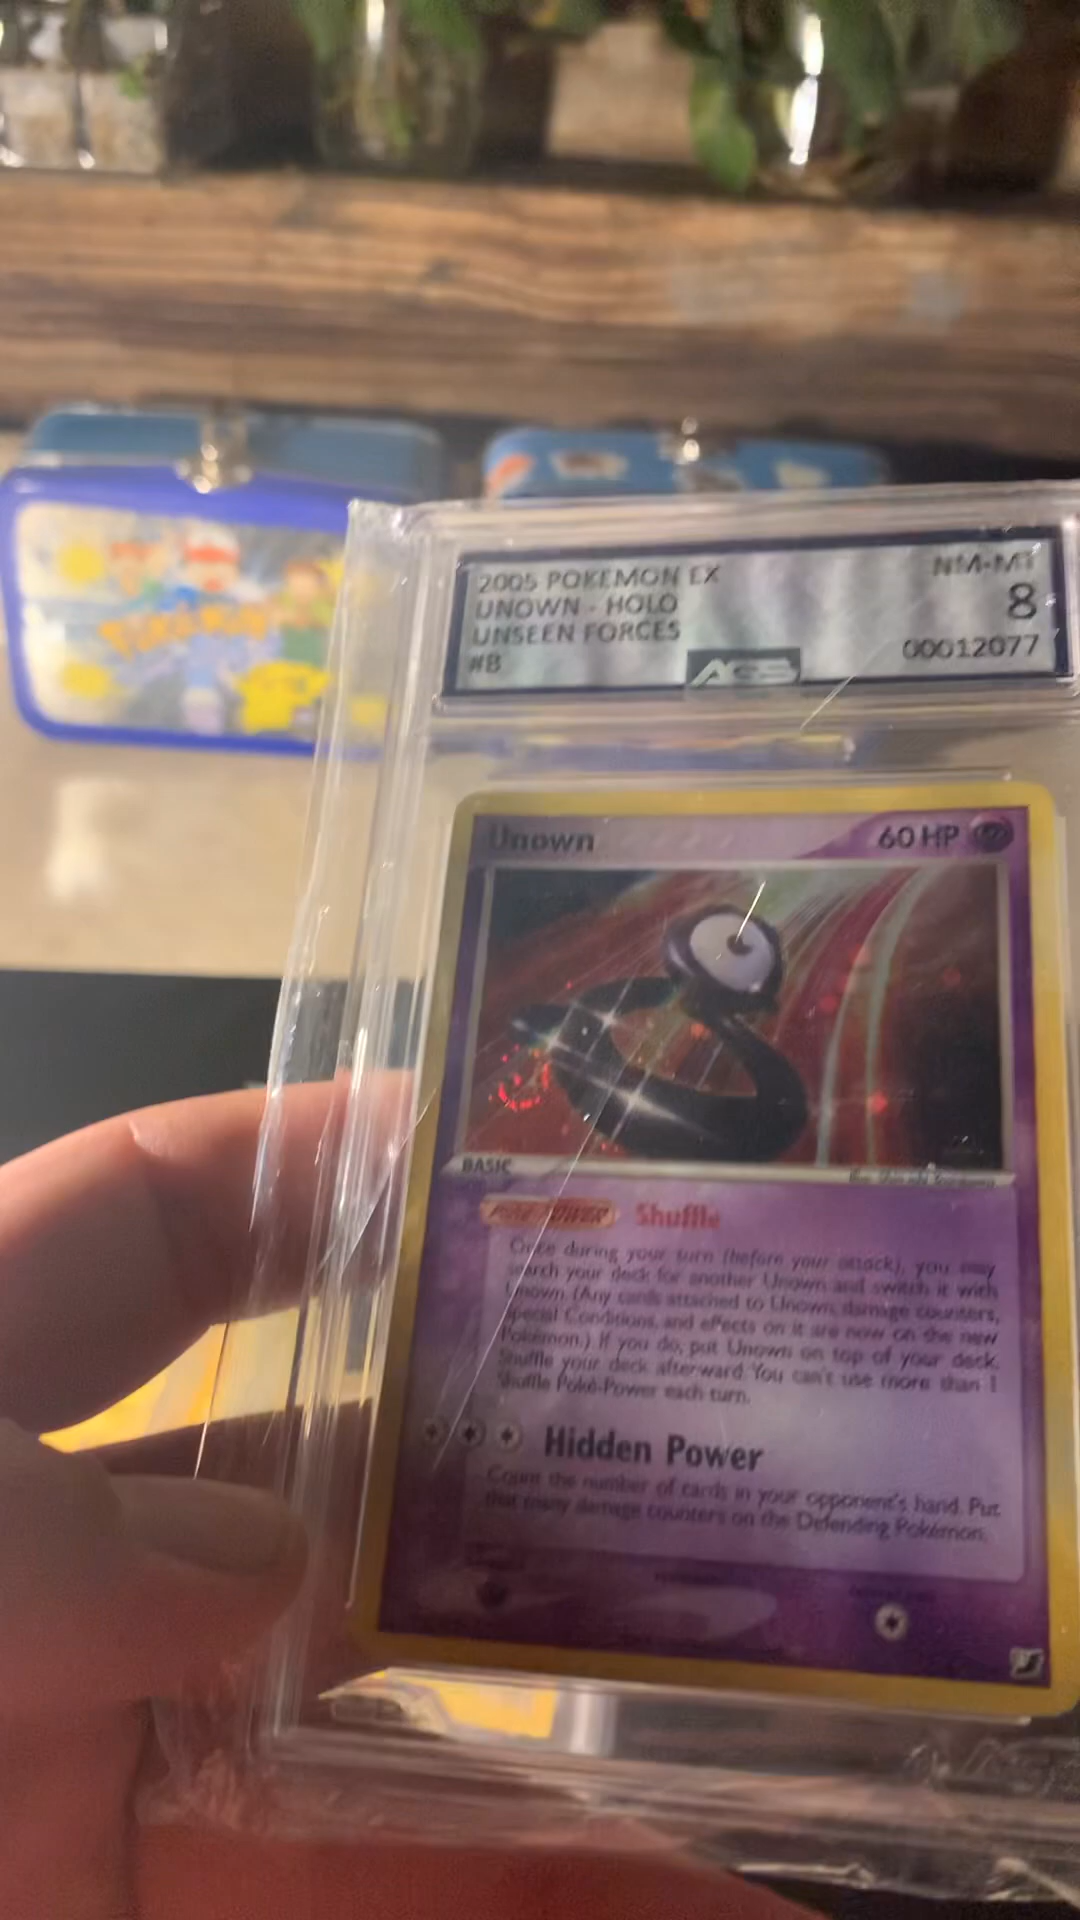 2005 POKEMON EX
NM-MT
UNOWN - HOLO
8
UNSEEN FORCES
00012077
#B
Unown
60 HP
BASIC
POKé-POWER Shuffle
Once during your turn (before your attack), you may
search your deck for another Unown and switch it with
Unown. (Any cards attached to Unown, damage counters,
Special Conditions, and effects on it are now on the new
Pokémon.) If you do, put Unown on top of your deck.
Shuffle your deck afterward. You can't use more than 1
Shuffle Poké-Power each turn.
Hidden Power
Count the number of cards in your opponent's hand. Put
that many damage counters on the Defending Pokémon.